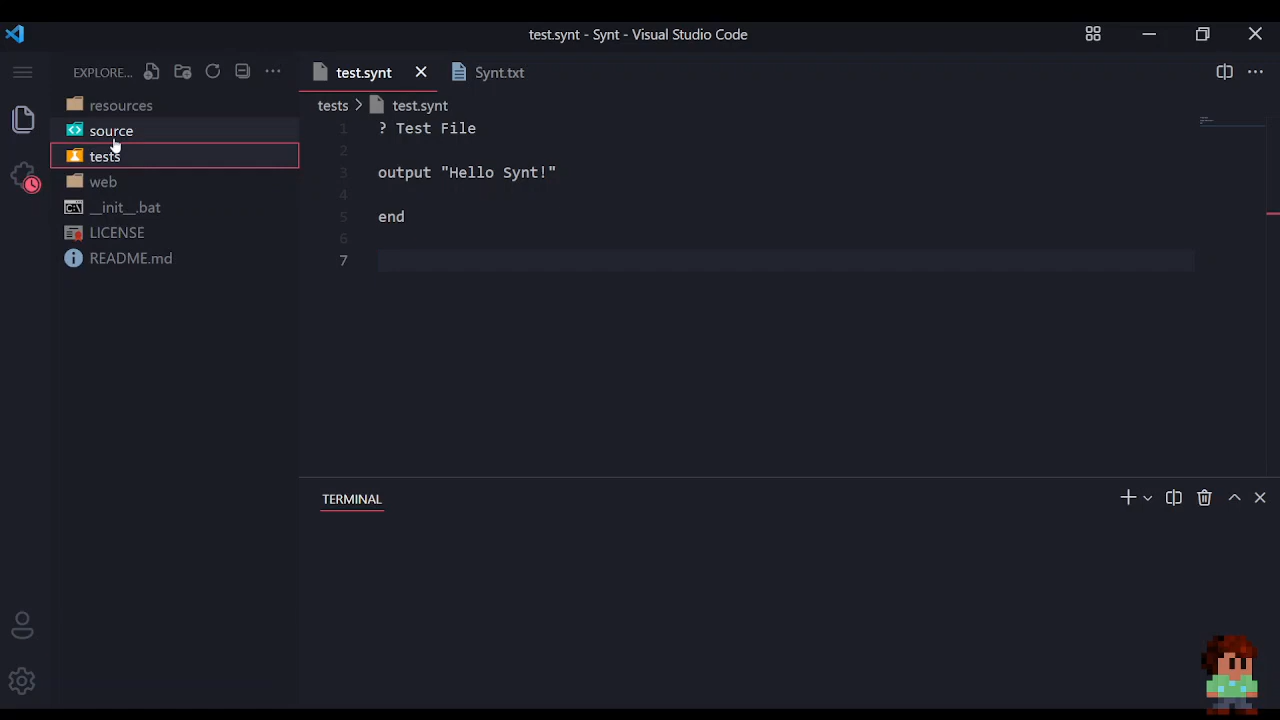 test.synt - Synt - Visual Studio Code
EXPLORE...
resources
source
tests
web
__init__.bat
LICENSE
README.md
test.synt
Synt.txt
tests > test.synt
1 ? Test File
2
3 output "Hello Synt!"
4
5 end
6
7
TERMINAL